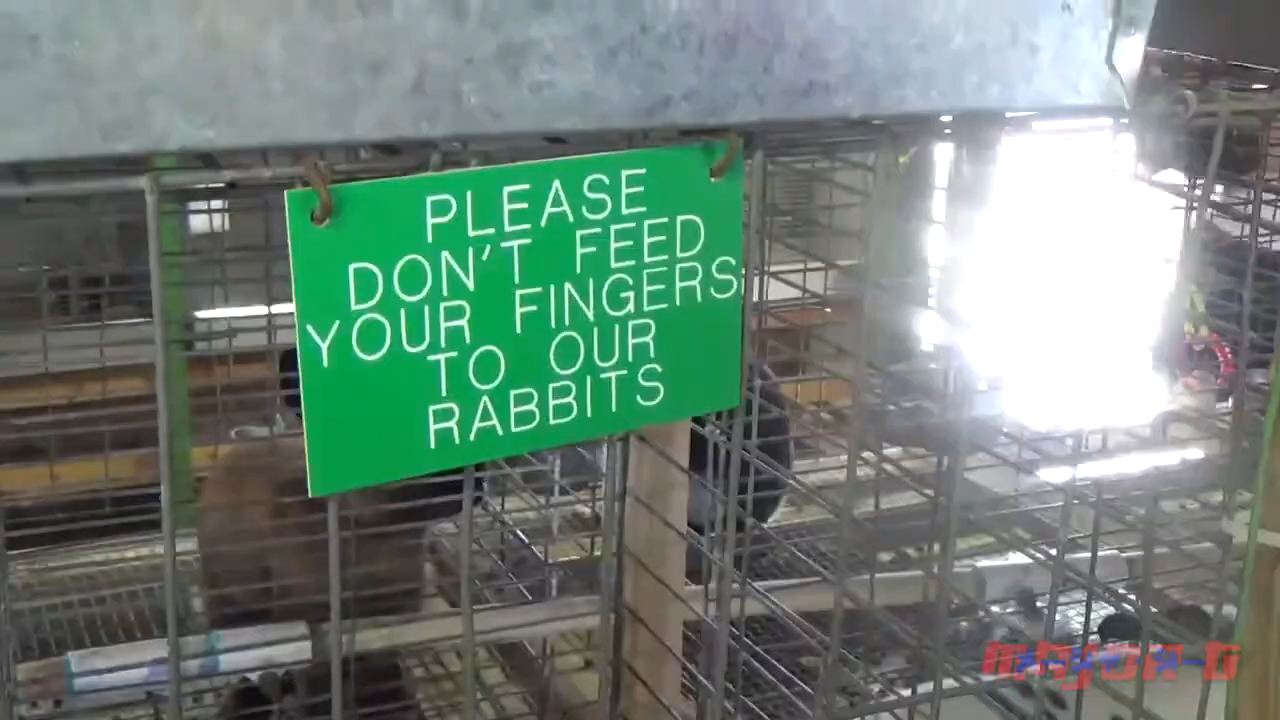 PLEASE
DON'T FEED
YOUR FINGERS
TO OUR
RABBITS